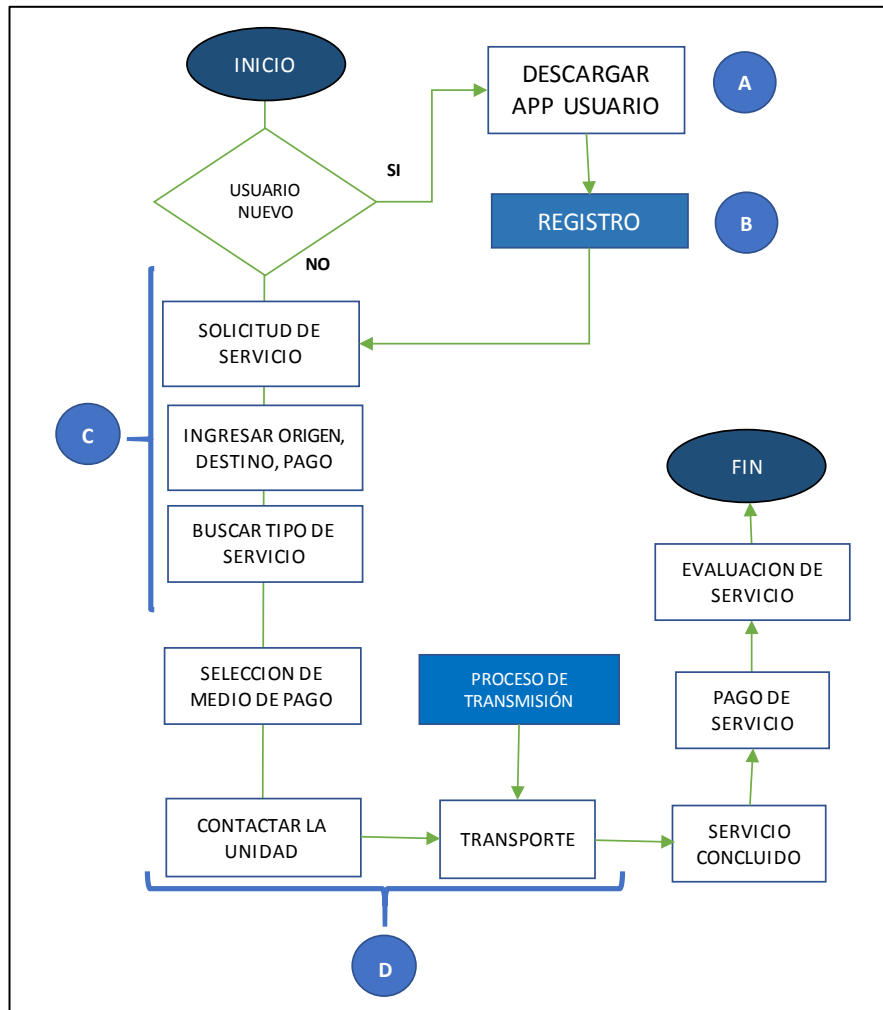 INICIO
DESCARGAR
APP USUARIO
A
SI
USUARIO
NUEVO
REGISTRO
B
NO
SOLICITUD DE
SERVICIO
C
INGRESAR ORIGEN,
DESTINO, PAGO
BUSCAR TIPO DE
SERVICIO
SELECCION DE
MEDIO DE PAGO
CONTACTAR LA
UNIDAD
PROCESO DE
TRANSMISIÓN
TRANSPORTE
D
SERVICIO
CONCLUIDO
PAGO DE
SERVICIO
EVALUACION DE
SERVICIO
FIN